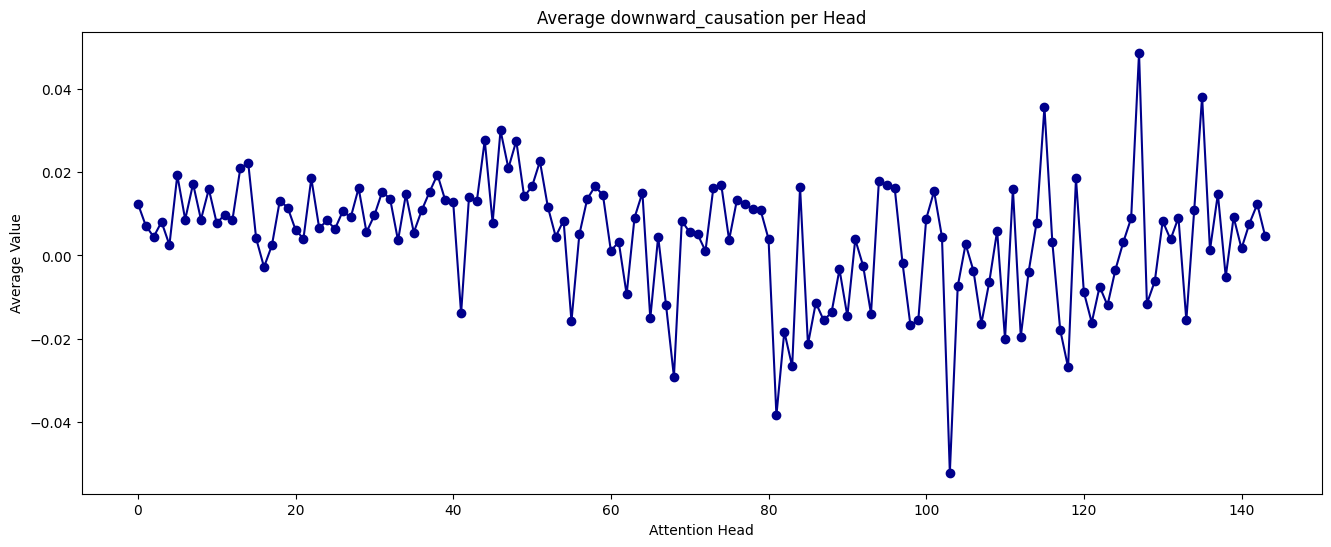 Average downward_causation per Head
Average Value
0.04
0.02
0.00
−0.02
−0.04
0 20 40 60 80 100 120 140
Attention Head